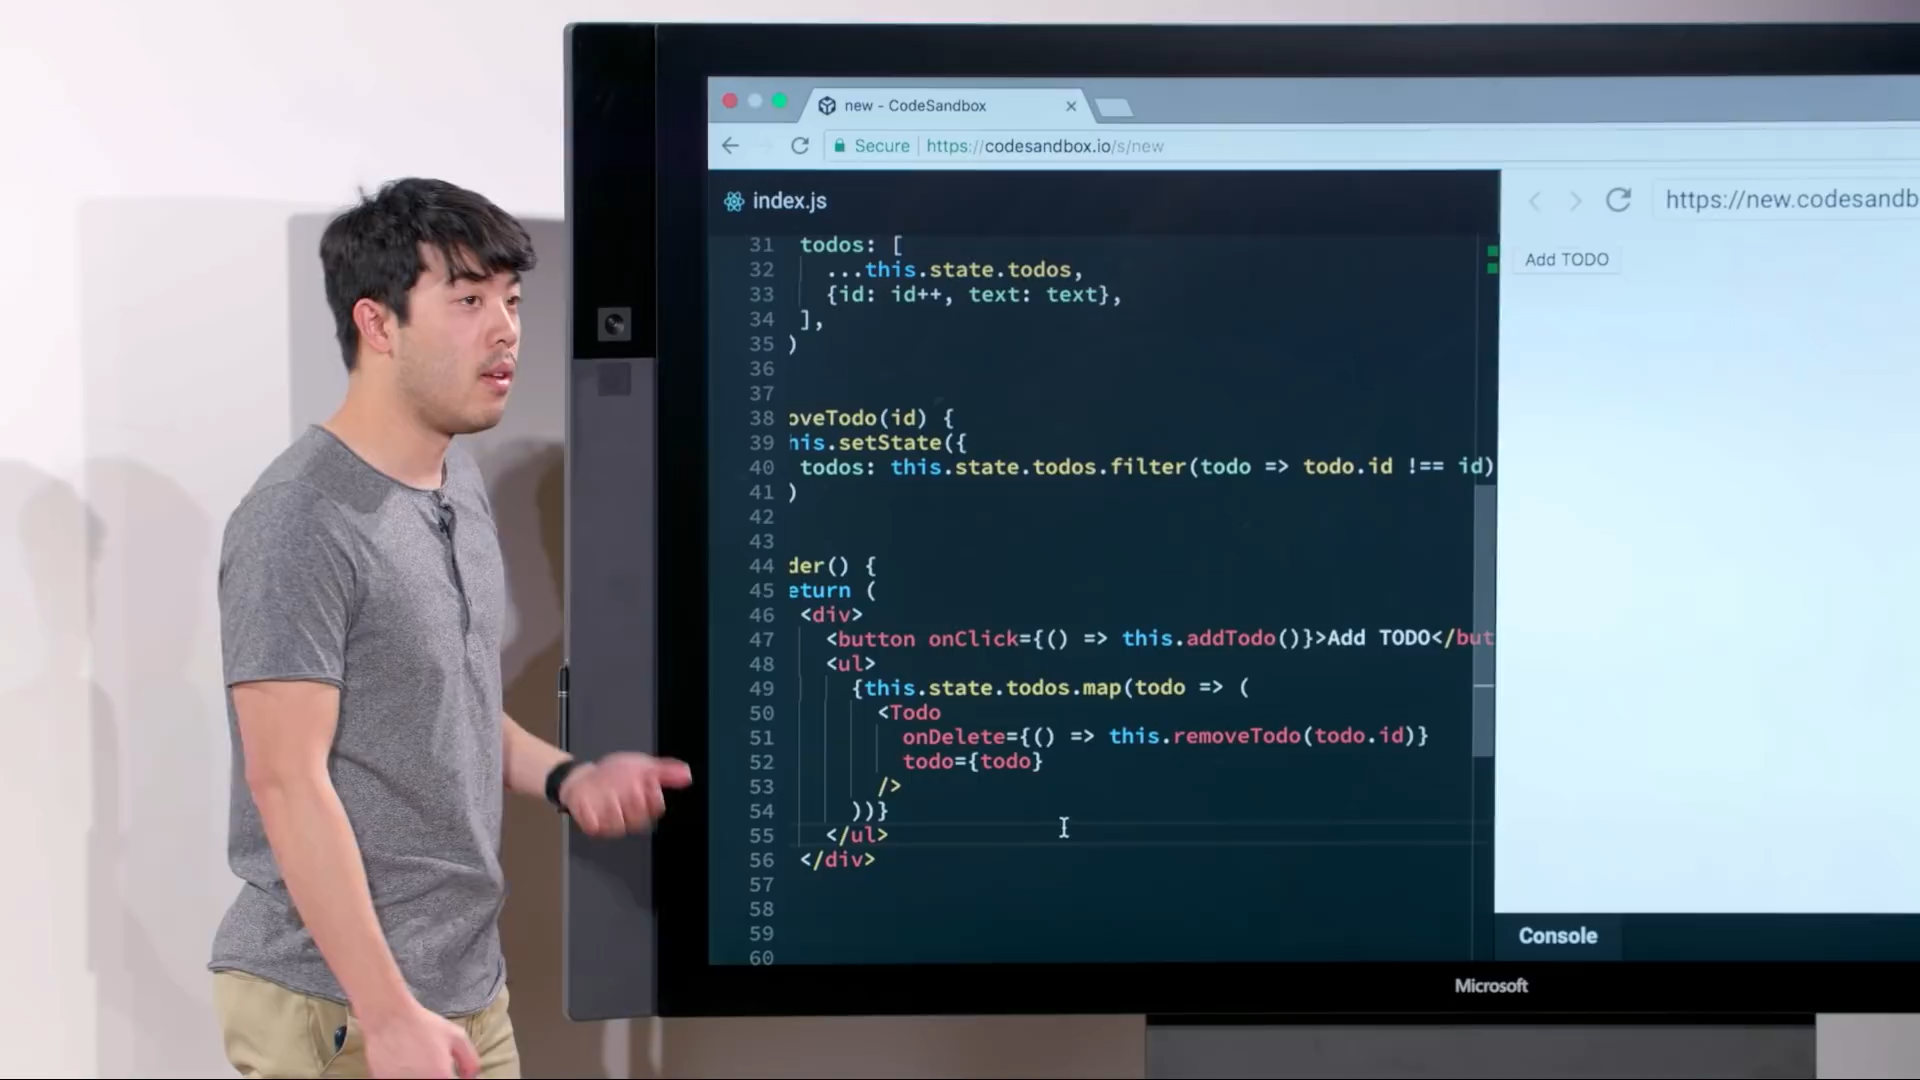 new - CodeSandbox
Secure https://codesandbox.io/s/new
index.js
https://new.codesandb
Add TODO
31 todos: [
32 ...this.state.todos,
33 {id: id++, text: text},
34 ],
35 )
36
37
38 oveTodo(id) {
39 his.setState({
40 todos: this.state.todos.filter(todo => todo.id !== id)
41 )
42
43
44 der() {
45 eturn (
46 <div>
47 <button onClick={() => this.addTodo()}>Add TODO</but
48 <ul>
49 {this.state.todos.map(todo => (
50 <Todo
51 onDelete={() => this.removeTodo(todo.id)}
52 todo={todo}
53 />
54 ))}
55 </ul>
56 </div>
57
58
59
60
Console
Microsoft